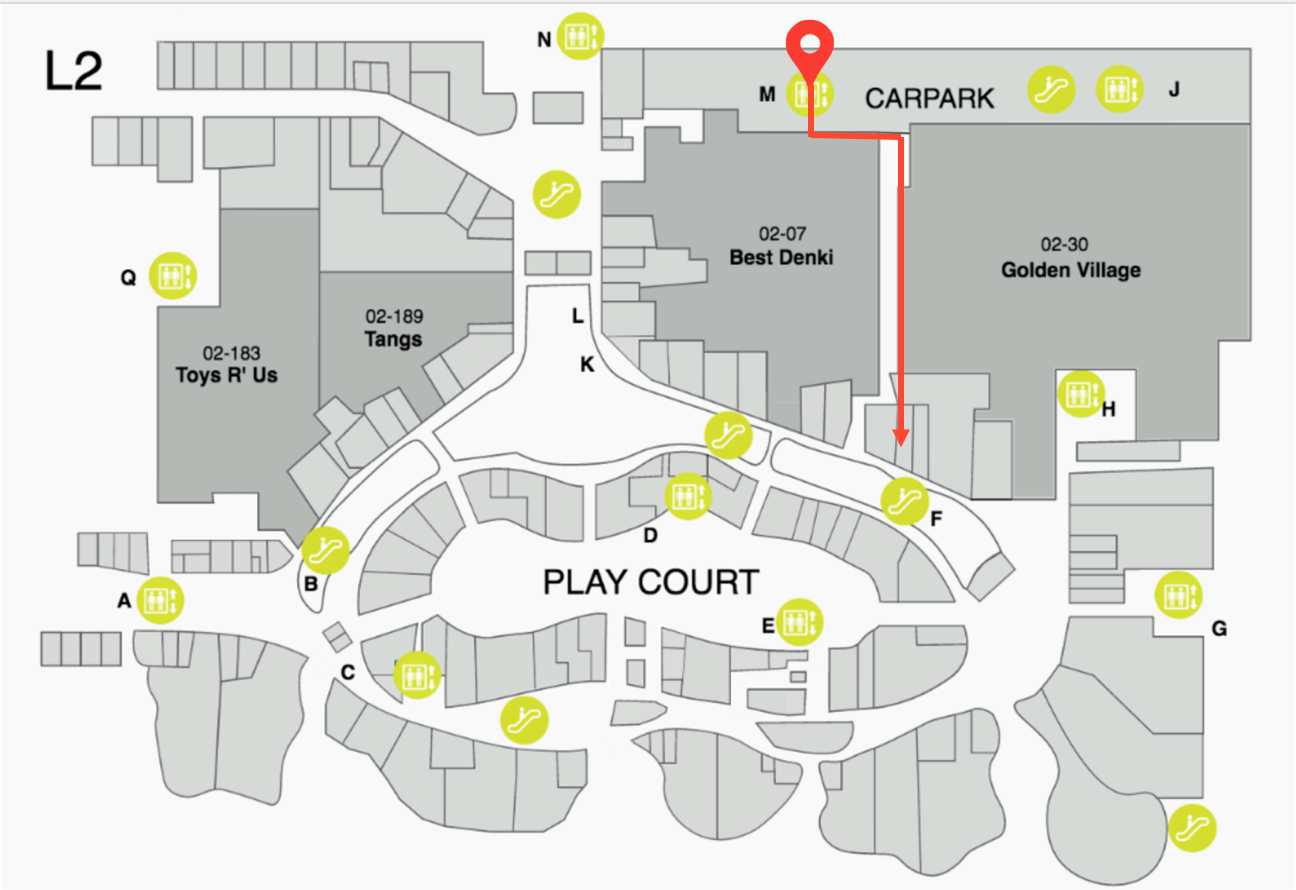 L2
N
M
CARPARK
J
02-07
Best Denki
02-30
Golden Village
Q
02-189
Tangs
L
K
02-183
Toys R' Us
H
F
D
B
PLAY COURT
A
E
G
C